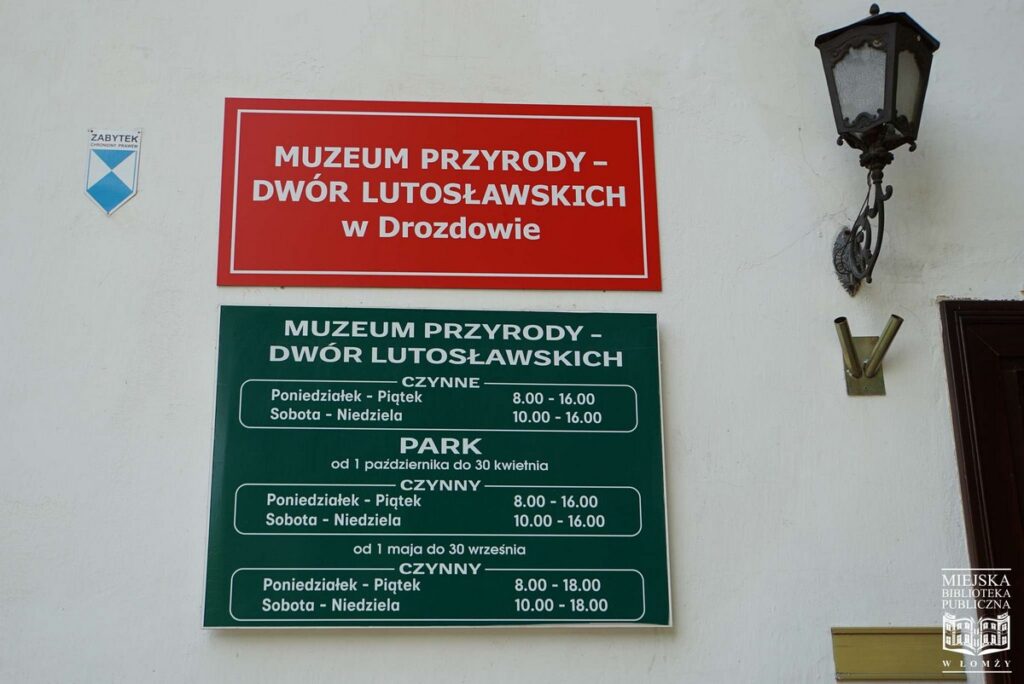 ZABYTEK
CHRONIONY PRAWEM
MUZEUM PRZYRODY –
DWÓR LUTOSŁAWSKICH
w Drozdowie
MUZEUM PRZYRODY –
DWÓR LUTOSŁAWSKICH
CZYNNE
Poniedziałek - Piątek 8.00 - 16.00
Sobota - Niedziela 10.00 - 16.00
PARK
od 1 października do 30 kwietnia
CZYNNY
Poniedziałek - Piątek 8.00 - 16.00
Sobota - Niedziela 10.00 - 16.00
od 1 maja do 30 września
CZYNNY
Poniedziałek - Piątek 8.00 - 18.00
Sobota - Niedziela 10.00 - 18.00
MIEJSKA
BIBLIOTEKA
PUBLICZNA
W ŁOMŻY